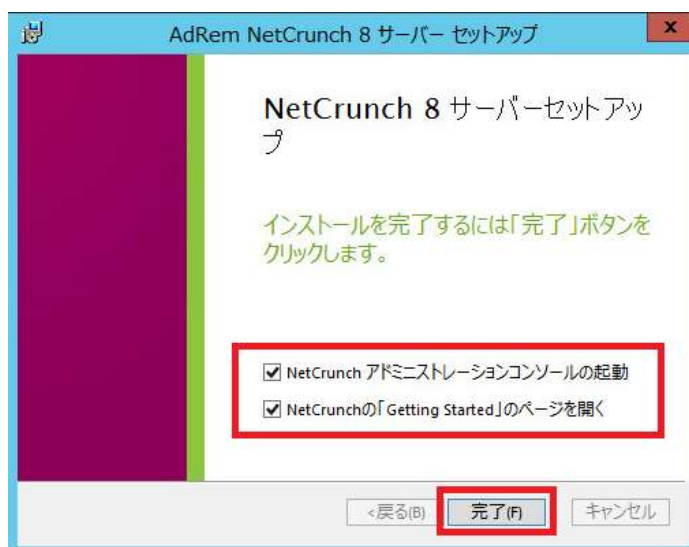 AdRem NetCrunch 8 サーバー セットアップ
x
NetCrunch 8 サーバーセットアッ
プ
インストールを完了するには「完了」ボタンを
クリックします。
NetCrunch アドミニストレーションコンソールの起動
NetCrunchの「Getting Started」のページを開く
<戻る(B) 完了(F) キャンセル